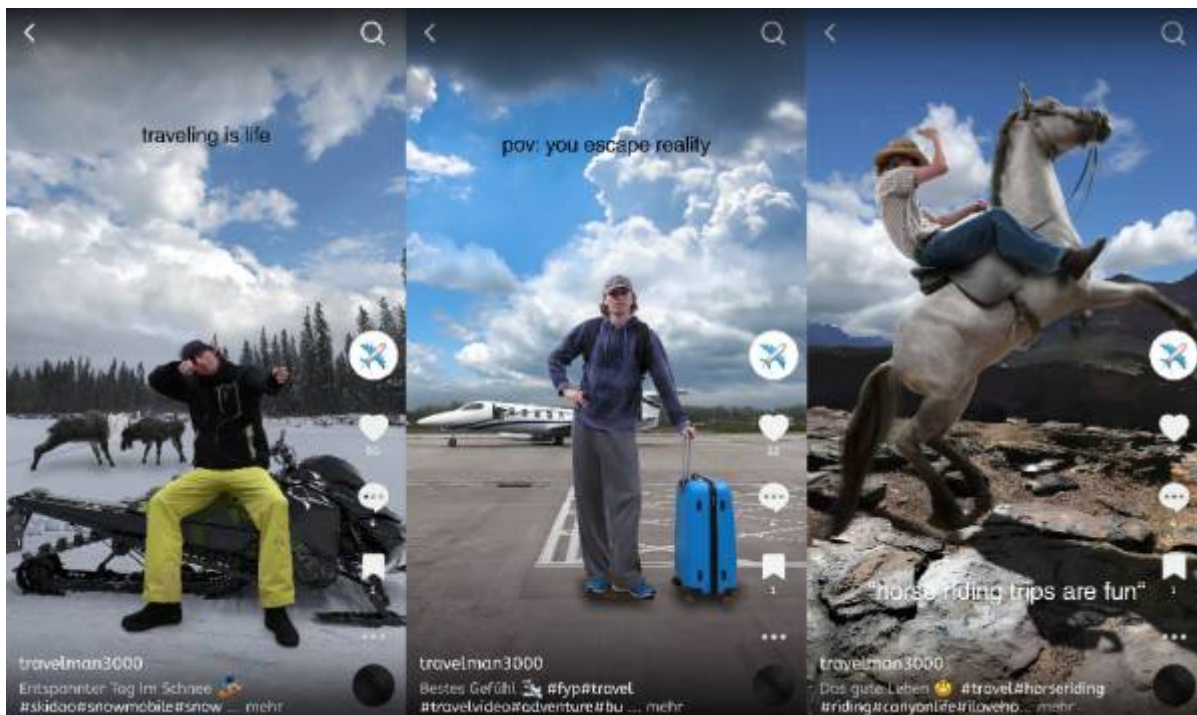 traveling is life
travelman3000
Entspannter Tag im Schnee
#skidoo#snowmobile#snow ... mehr
pov: you escape reality
travelman3000
Bestes Gefühl #fyp#travel
#travelvideo#adventure#bu ... mehr
"horse riding trips are fun"
travelman3000
Das gute Leben #travel#horseriding
#riding#canyonlife#iloveho... mehr